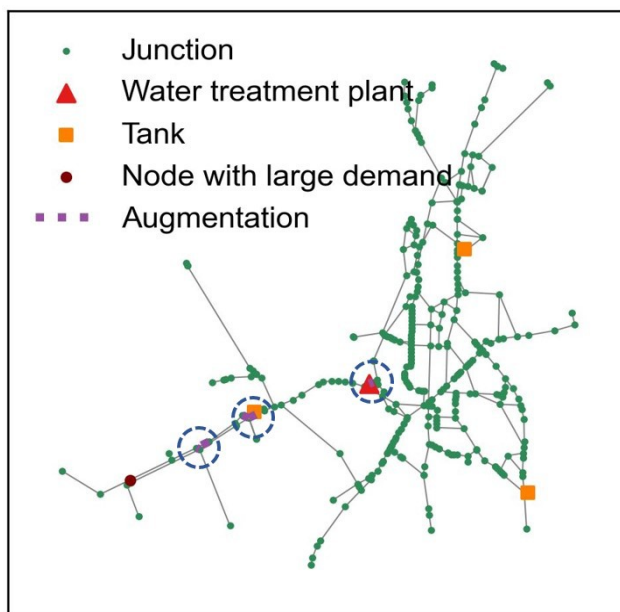 Junction
Water treatment plant
Tank
Node with large demand
Augmentation